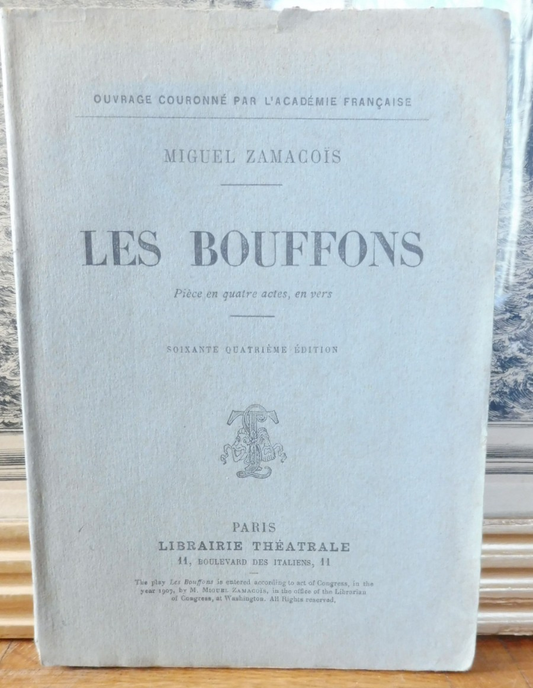 OUVRAGE COURONNÉ PAR L'ACADÉMIE FRANÇAISE
MIGUEL ZAMACOÏS
LES BOUFFONS
Pièce en quatre actes, en vers
SOIXANTE QUATRIÈME ÉDITION
PARIS
LIBRAIRIE THÉATRALE
11, BOULEVARD DES ITALIENS, 11
The play Les Bouffons is entered according to act of Congress, in the
year 1907, by M. MIGUEL ZAMACOÏS, in the office of the Librarian
of Congress, at Washington. All Rights reserved.